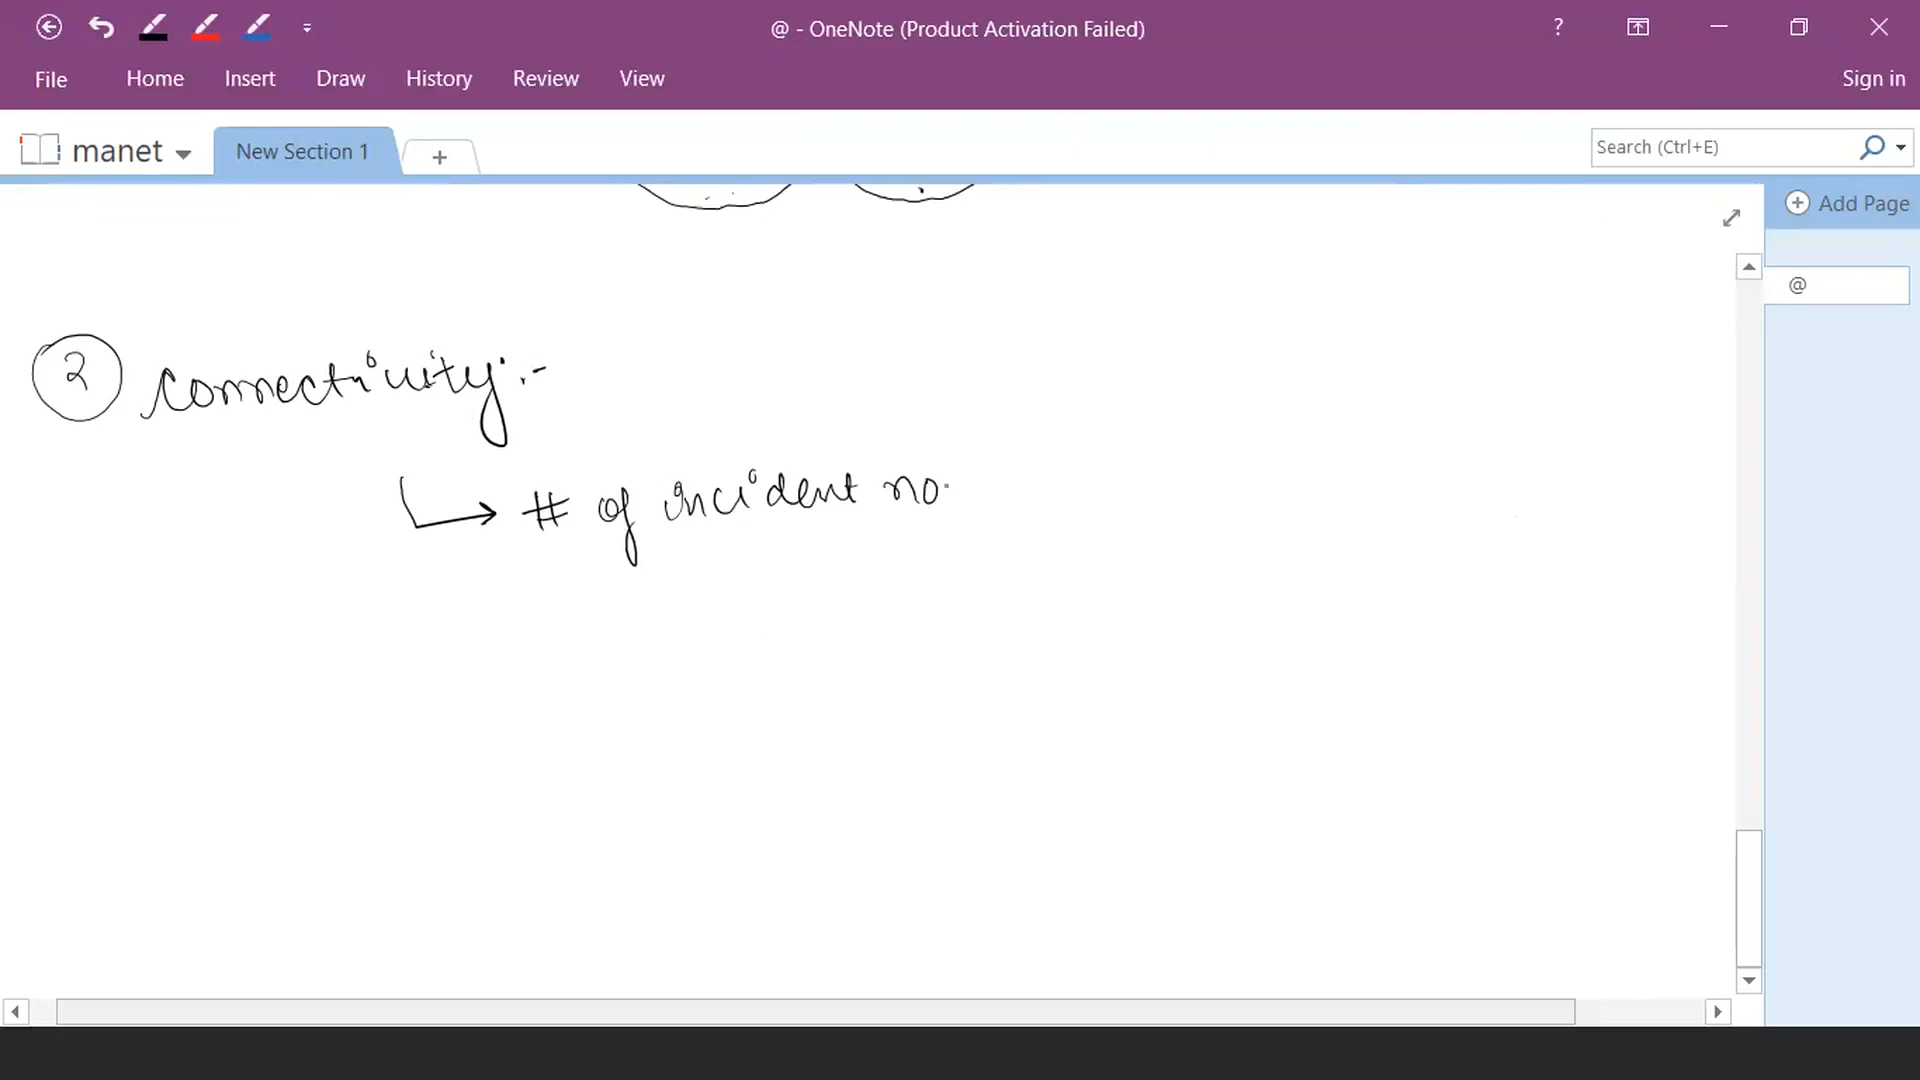 @ - OneNote (Product Activation Failed)
?
File Home Insert Draw History Review View Sign in
manet New Section 1 + Search (Ctrl+E)
Add Page
@
2 connectivity:-
# of incident no.